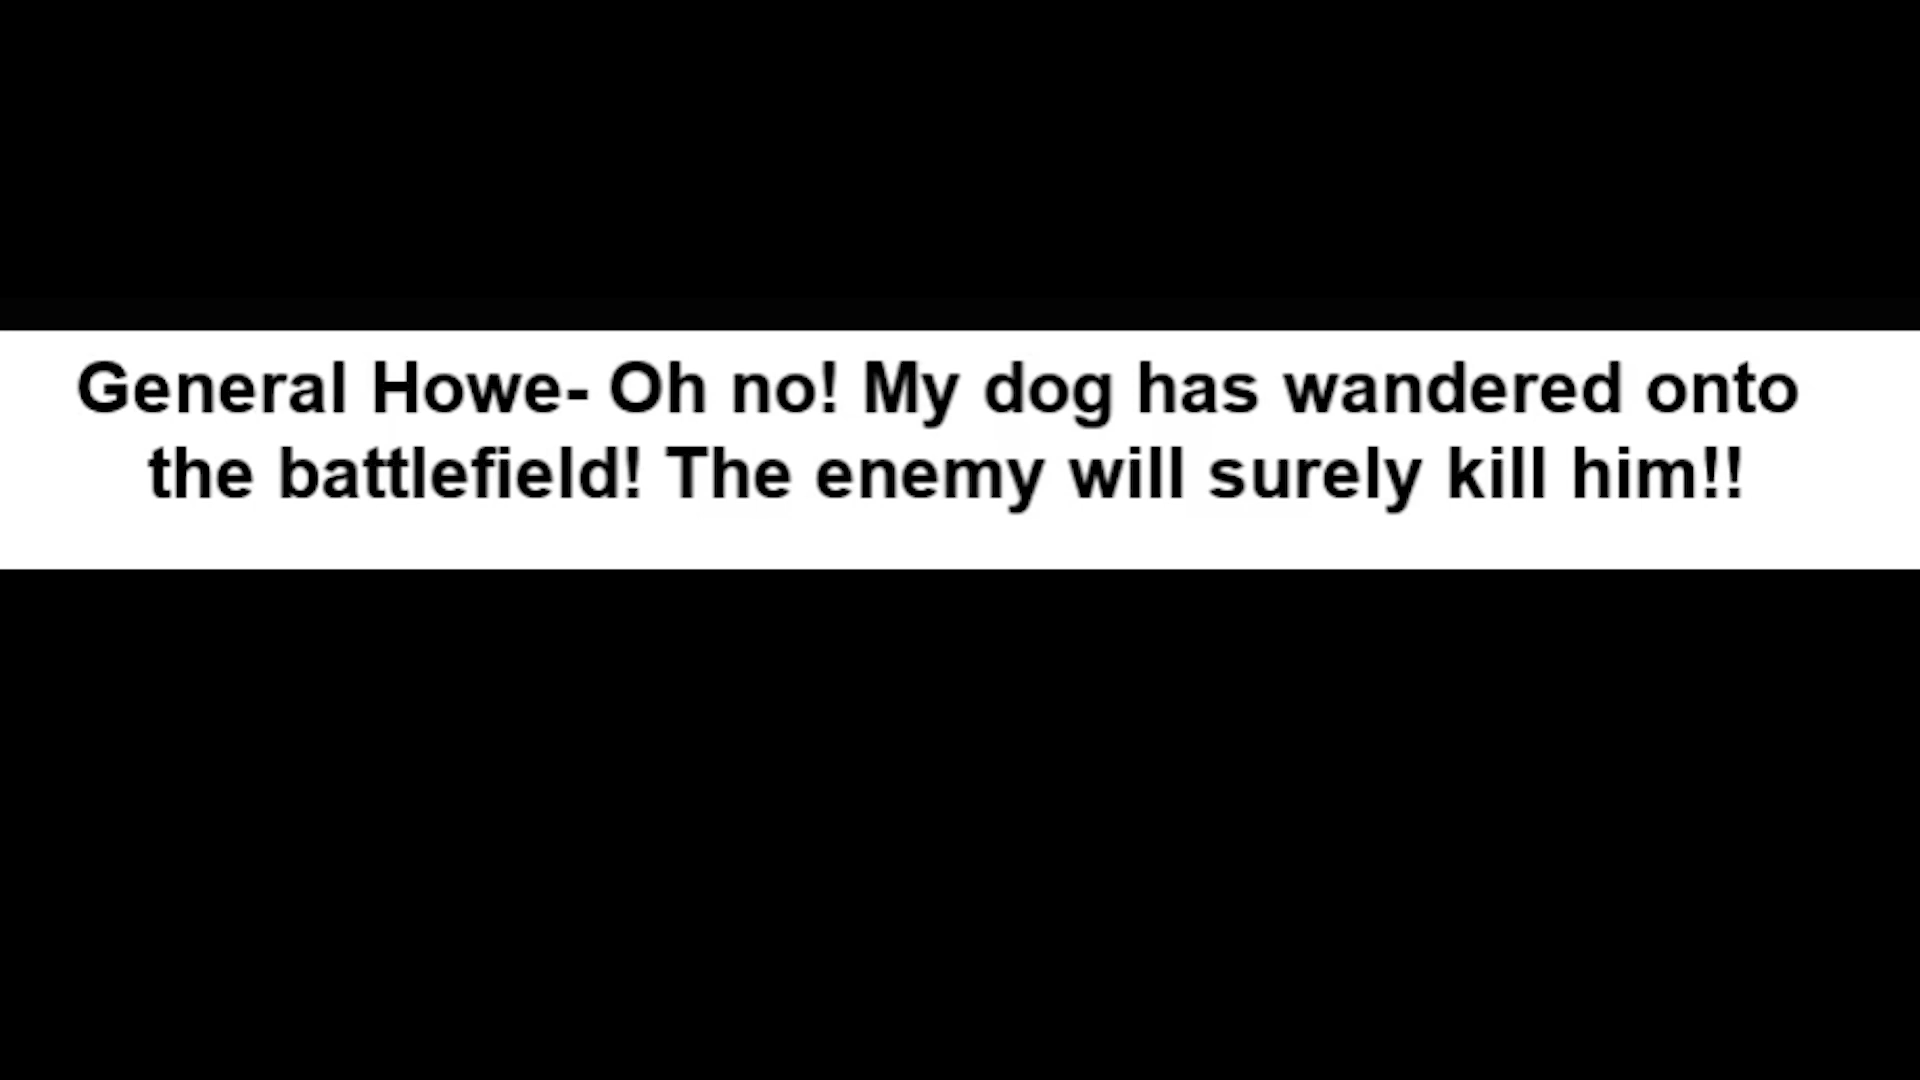 General Howe- Oh no! My dog has wandered onto
the battlefield! The enemy will surely kill him!!